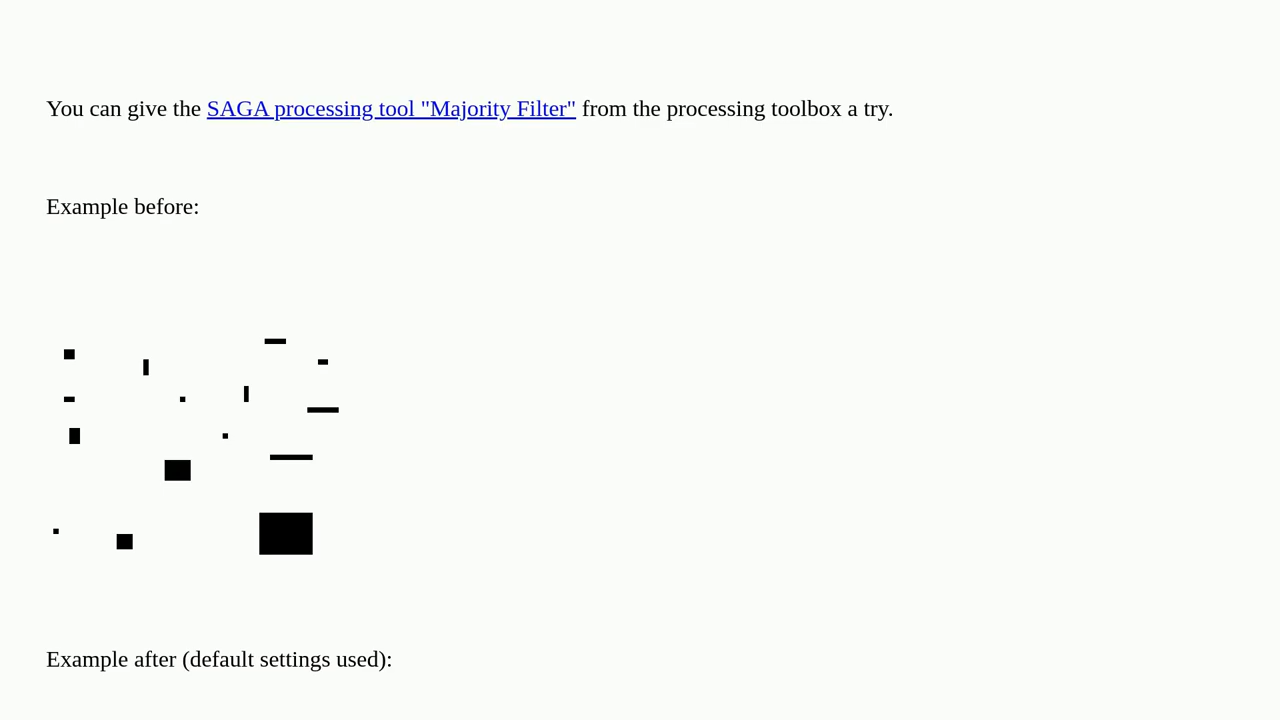 You can give the SAGA processing tool "Majority Filter" from the processing toolbox a try.
Example before:
Example after (default settings used):